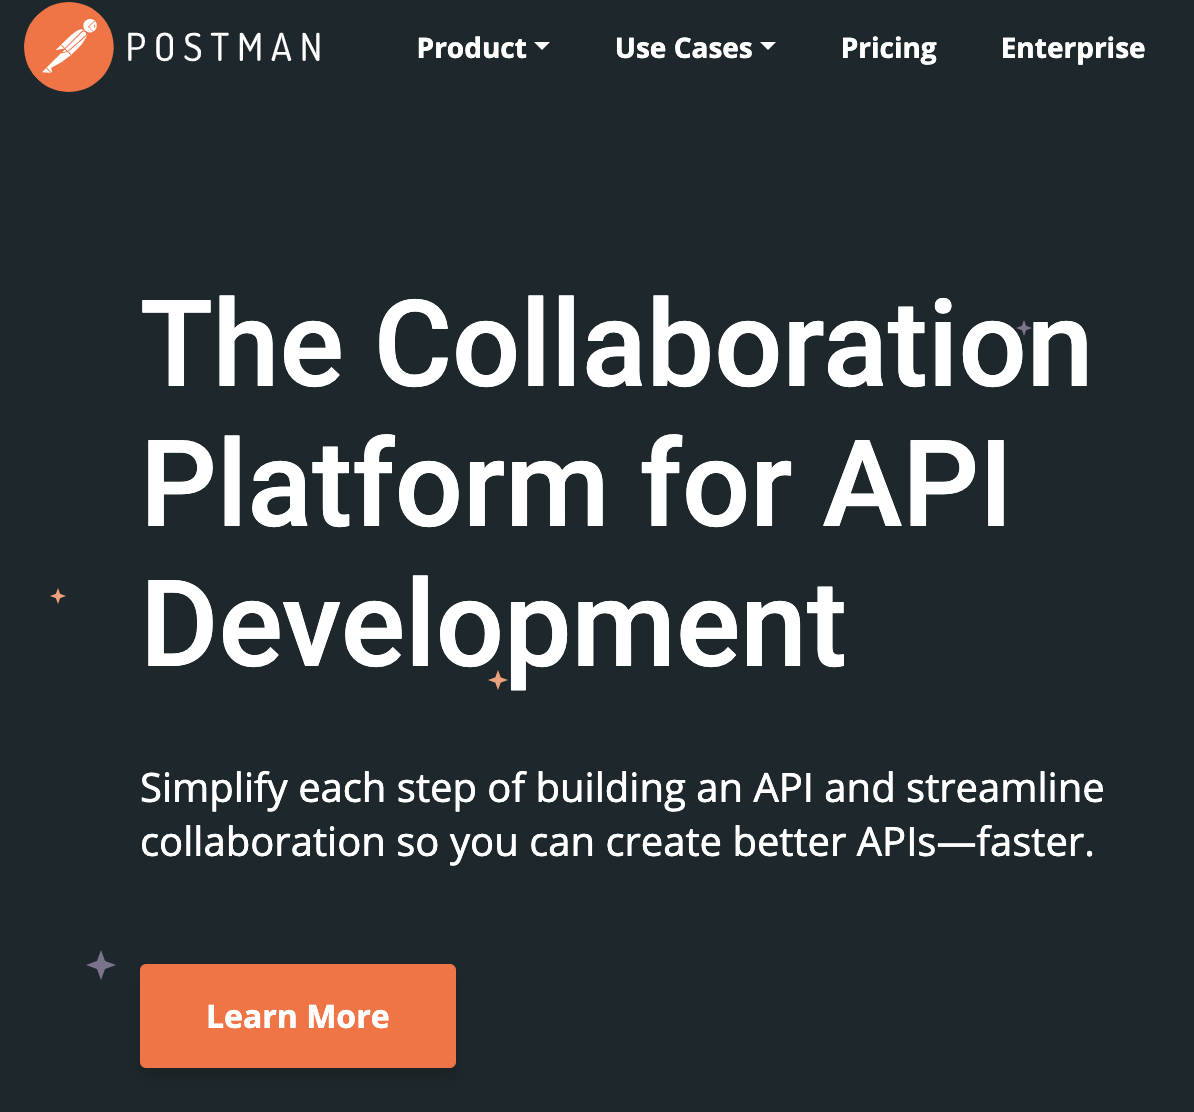 POSTMAN Product Use Cases Pricing Enterprise
The Collaboration
Platform for API
Development
Simplify each step of building an API and streamline
collaboration so you can create better APIs—faster.
Learn More